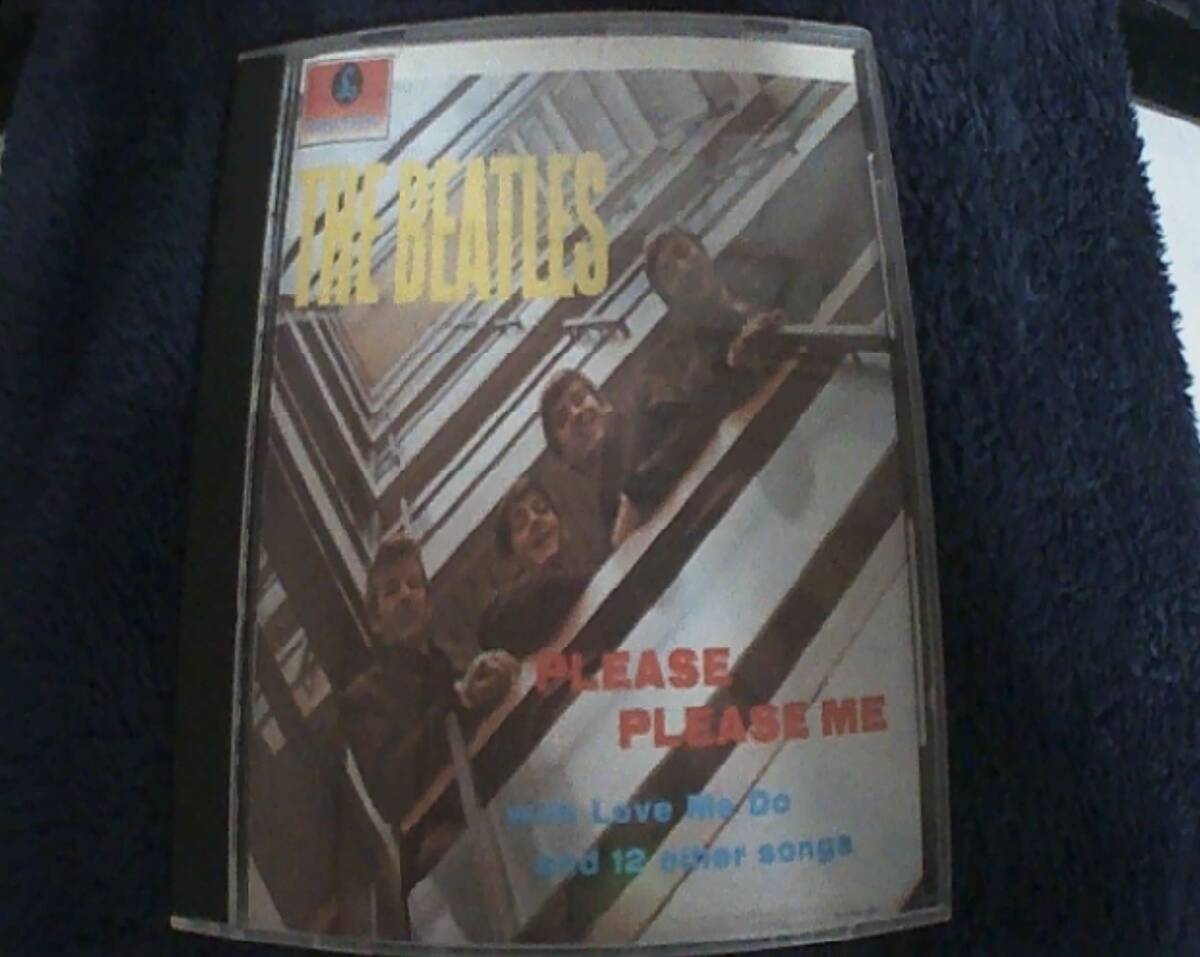 THE BEATLES
PLEASE
PLEASE ME
with Love Me Do
and 12 other songs